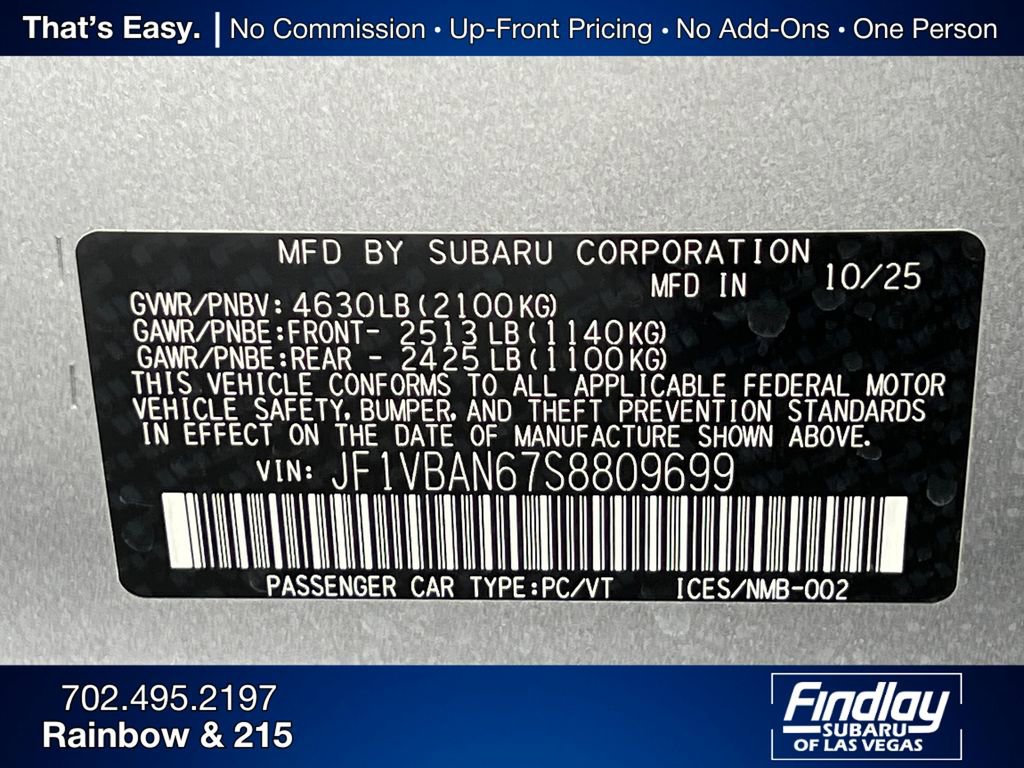 That's Easy. | No Commission • Up-Front Pricing • No Add-Ons • One Person
MFD BY SUBARU CORPORATION
MFD IN 10/25
GVWR/PNBV: 4630LB(2100KG)
GAWR/PNBE:FRONT- 2513LB(1140KG)
GAWR/PNBE:REAR - 2425LB(1100KG)
THIS VEHICLE CONFORMS TO ALL APPLICABLE FEDERAL MOTOR
VEHICLE SAFETY, BUMPER, AND THEFT PREVENTION STANDARDS
IN EFFECT ON THE DATE OF MANUFACTURE SHOWN ABOVE.
VIN: JF1VBAN67S8809699
PASSENGER CAR TYPE:PC/VT ICES/NMB-002
702.495.2197
Rainbow & 215
Findlay
SUBARU
OF LAS VEGAS